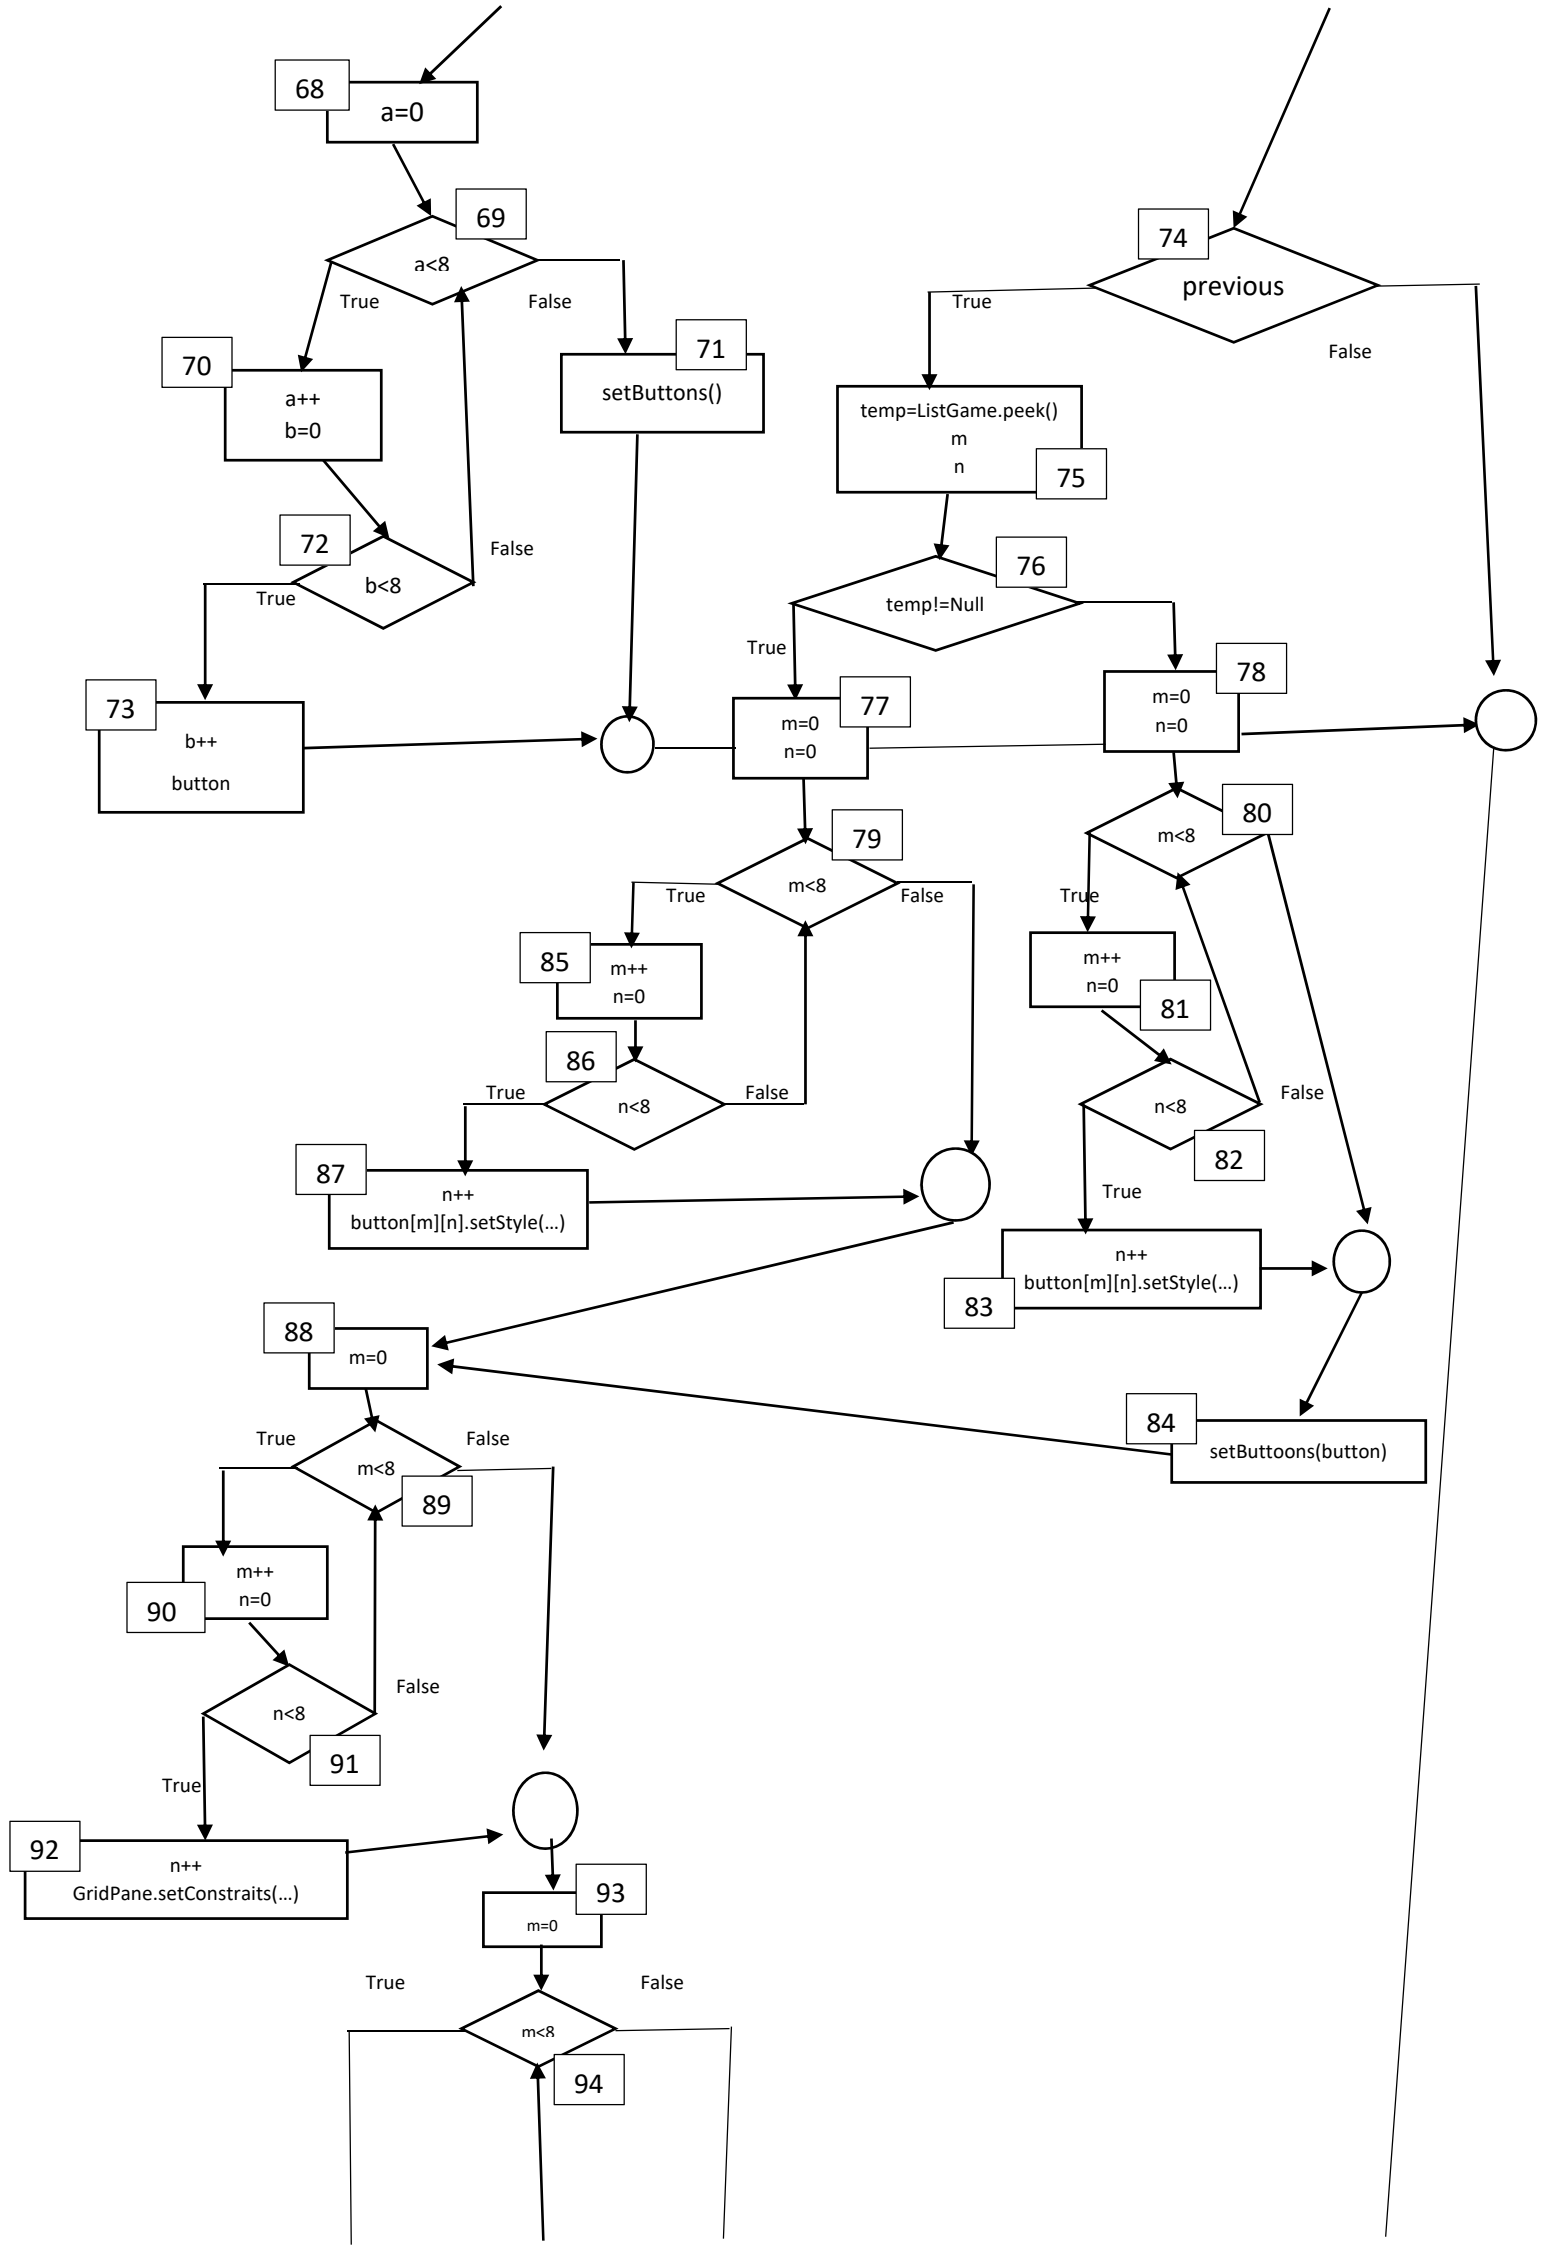 68
a=0
69
a<8
True
False
70
a++
b=0
71
setButtons()
72
b<8
True
False
73
b++
button
74
previous
True
False
temp=ListGame.peek()
m
n
75
76
temp!=Null
True
77
m=0
n=0
78
m=0
n=0
79
m<8
True
False
80
m<8
True
85
m++
n=0
m++
n=0
81
86
n<8
True
False
n<8
False
82
True
87
n++
button[m][n].setStyle(…)
n++
button[m][n].setStyle(…)
83
88
m=0
84
setButtoons(button)
True
False
m<8
89
m++
n=0
90
False
n<8
91
True
92
n++
GridPane.setConstraits(…)
93
m=0
True
False
m<8
94